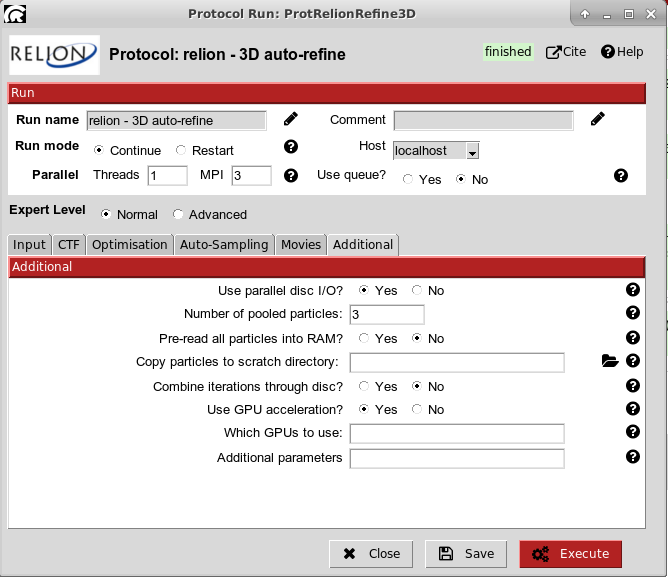 Protocol Run: ProtRelionRefine3D
RELION Protocol: relion - 3D auto-refine finished Cite Help
Run
Run name relion - 3D auto-refine Comment
Run mode Continue Restart Host localhost
Parallel Threads 1 MPI 3 Use queue? Yes No
Expert Level Normal Advanced
Input CTF Optimisation Auto-Sampling Movies Additional
Additional
Use parallel disc I/O? Yes No
Number of pooled particles: 3
Pre-read all particles into RAM? Yes No
Copy particles to scratch directory:
Combine iterations through disc? Yes No
Use GPU acceleration? Yes No
Which GPUs to use:
Additional parameters
Close Save Execute